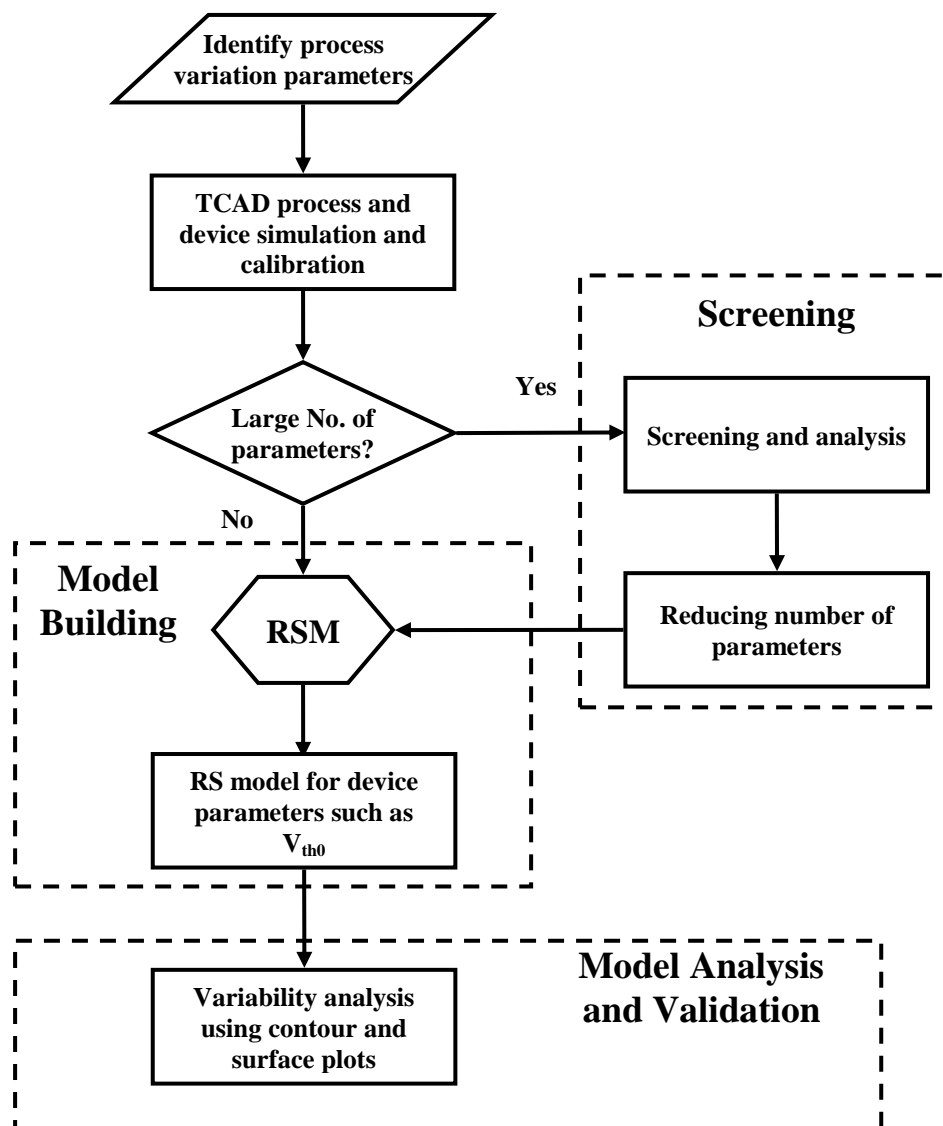 Identify process
variation parameters
TCAD process and
device simulation and
calibration
Screening
Yes
Large No. of
parameters?
Screening and analysis
No
Model
Building
RSM
Reducing number of
parameters
RS model for device
parameters such as
Vth0
Model Analysis
and Validation
Variability analysis
using contour and
surface plots